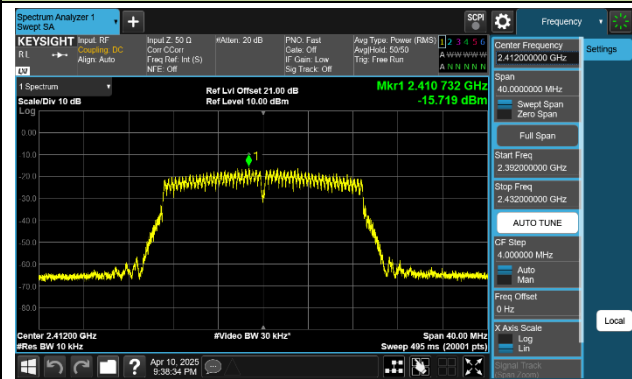 Spectrum Analyzer 1
Swept SA
SCPI
Frequency
KEYSIGHT
RL
Input: RF
Coupling: DC
Align: Auto
Input Z: 50 Ω
Corr CCorr
Freq Ref: Int (S)
NFE: Off
#Atten: 20 dB
PNO: Fast
Gate: Off
IF Gain: Low
Sig Track: Off
Avg Type: Power (RMS)
Avg|Hold: 50/50
Trig: Free Run
1 2 3 4 5 6
A W W W W W
A N N N N N
1 Spectrum
Scale/Div 10 dB
Log
Ref Lvl Offset 21.00 dB
Ref Level 10.00 dBm
Mkr1 2.410 732 GHz
-15.719 dBm
0.00
-10.0
-20.0
-30.0
-40.0
-50.0
-60.0
-70.0
-80.0
1
Center 2.41200 GHz
#Res BW 10 kHz
#Video BW 30 kHz*
Span 40.00 MHz
Sweep 495 ms (20001 pts)
Center Frequency
2.412000000 GHz
Span
40.0000000 MHz
Swept Span
Zero Span
Full Span
Start Freq
2.392000000 GHz
Stop Freq
2.432000000 GHz
AUTO TUNE
CF Step
4.000000 MHz
Auto
Man
Freq Offset
0 Hz
X Axis Scale
Log
Lin
Signal Track
(Span Zoom)
Settings
Local
?
Apr 10, 2025
9:38:34 PM